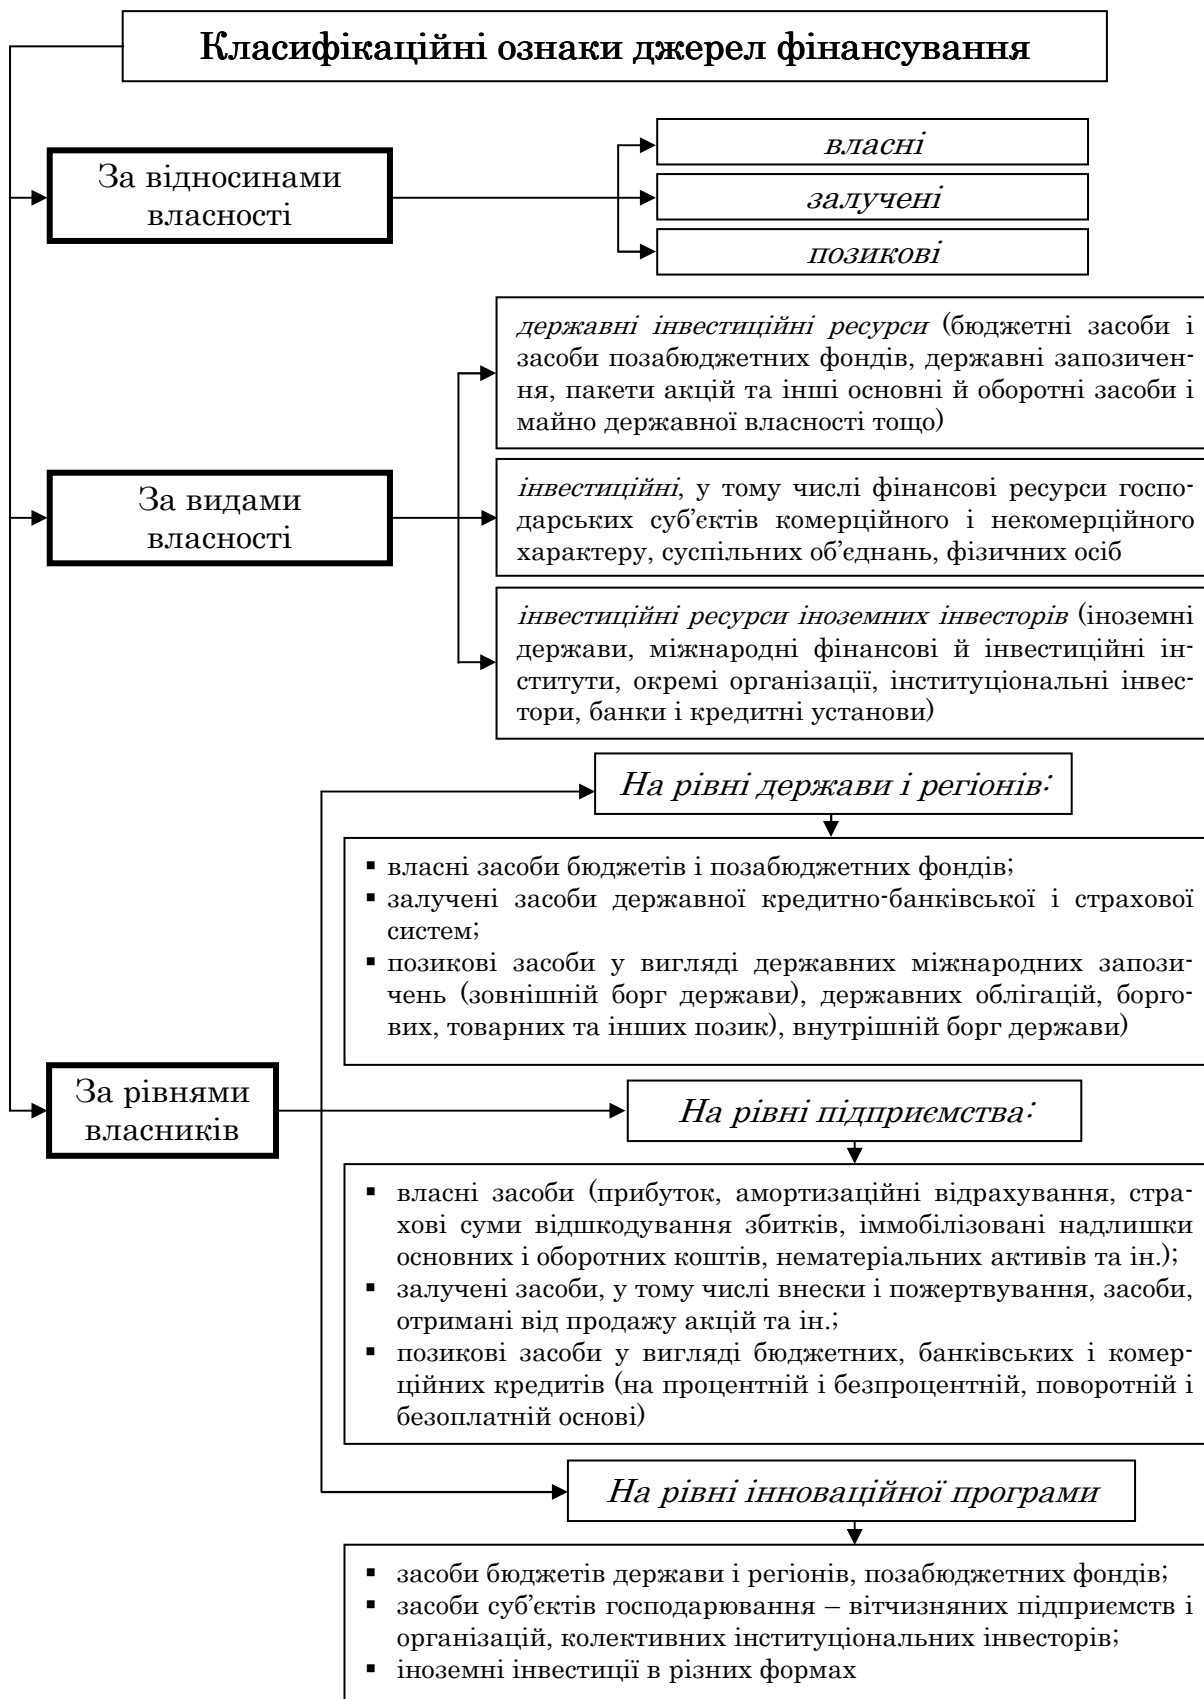 Класифікаційні ознаки джерел фінансування
За відносинами
власності
власні
залучені
позикові
За видами
власності
державні інвестиційні ресурси (бюджетні засоби і
засоби позабюджетних фондів, державні запозичен-
ня, пакети акцій та інші основні й оборотні засоби і
майно державної власності тощо)
інвестиційні, у тому числі фінансові ресурси госпо-
дарських суб’єктів комерційного і некомерційного
характеру, суспільних об’єднань, фізичних осіб
інвестиційні ресурси іноземних інвесторів (іноземні
держави, міжнародні фінансові й інвестиційні ін-
ститути, окремі організації, інституціональні інвес-
тори, банки і кредитні установи)
За рівнями
власників
На рівні держави і регіонів:
▪ власні засоби бюджетів і позабюджетних фондів;
▪ залучені засоби державної кредитно-банківської і страхової
систем;
▪ позикові засоби у вигляді державних міжнародних запози-
чень (зовнішній борг держави), державних облігацій, борго-
вих, товарних та інших позик), внутрішній борг держави)
На рівні підприємства:
▪ власні засоби (прибуток, амортизаційні відрахування, стра-
хові суми відшкодування збитків, іммобілізовані надлишки
основних і оборотних коштів, нематеріальних активів та ін.);
▪ залучені засоби, у тому числі внески і пожертвування, засоби,
отримані від продажу акцій та ін.;
▪ позикові засоби у вигляді бюджетних, банківських і комер-
ційних кредитів (на процентній і безпроцентній, поворотній і
безоплатній основі)
На рівні інноваційної програми
▪ засоби бюджетів держави і регіонів, позабюджетних фондів;
▪ засоби суб’єктів господарювання – вітчизняних підприємств і
організацій, колективних інституціональних інвесторів;
▪ іноземні інвестиції в різних формах